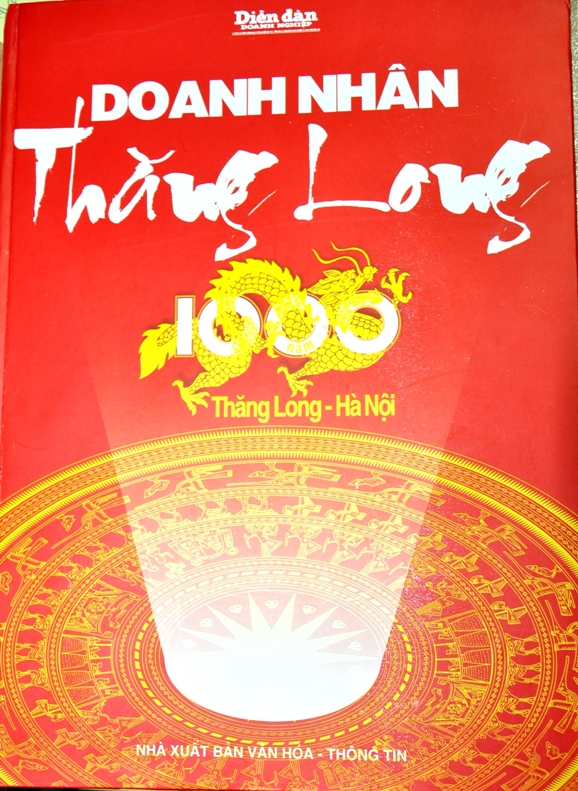 Diễn đàn
DOANH NGHIỆP
DOANH NHÂN
Thăng Long
1000
năm
Thăng Long - Hà Nội
NHÀ XUẤT BẢN VĂN HÓA - THÔNG TIN